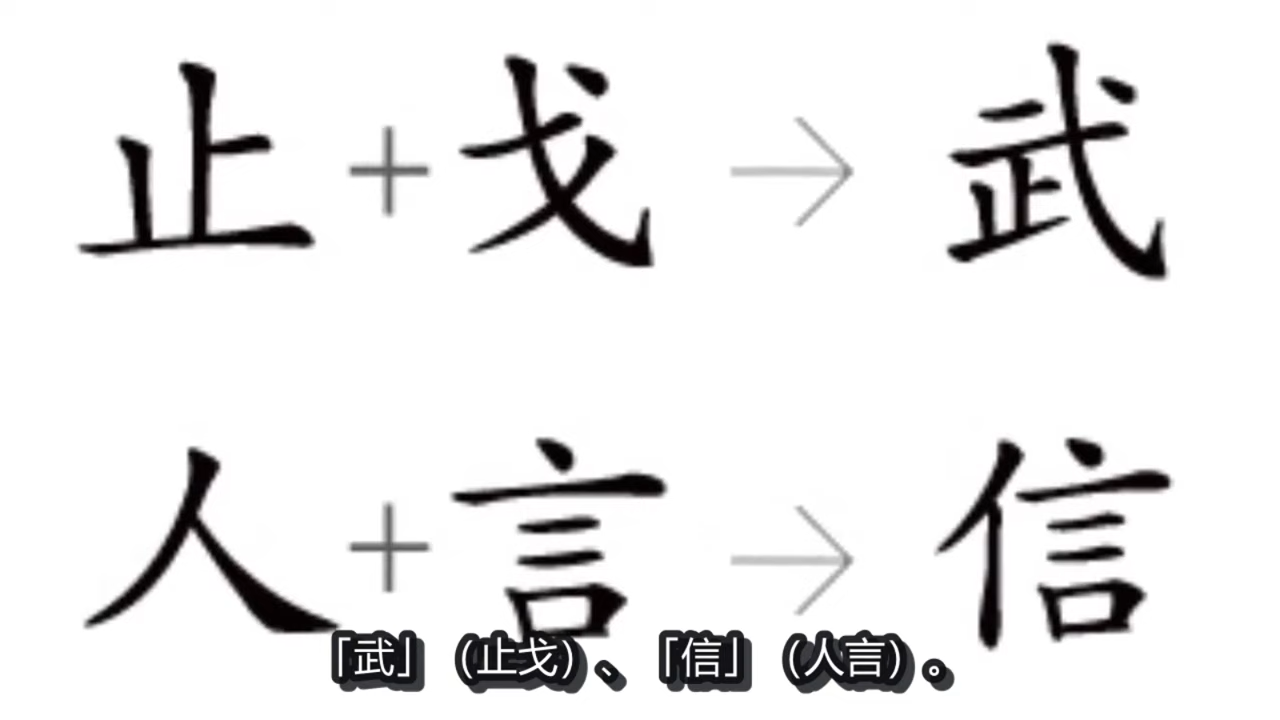 止 + 戈 → 武
人 + 言 → 信
「武」（止戈）、「信」（人言）。